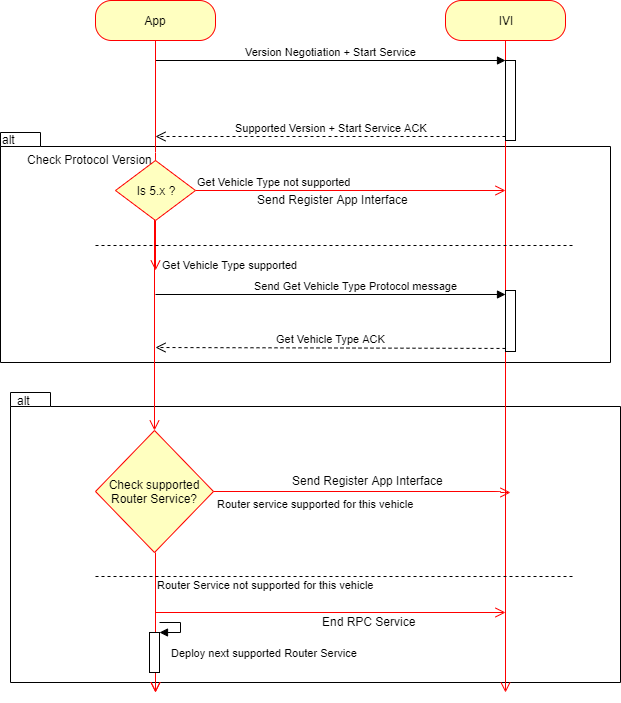 App
IVI
Version Negotiation + Start Service
Supported Version + Start Service ACK
alt
Check Protocol Version
Is 5.x ?
Get Vehicle Type not supported
Send Register App Interface
Get Vehicle Type supported
Send Get Vehicle Type Protocol message
Get Vehicle Type ACK
alt
Check supported
Router Service?
Send Register App Interface
Router service supported for this vehicle
Router Service not supported for this vehicle
End RPC Service
Deploy next supported Router Service